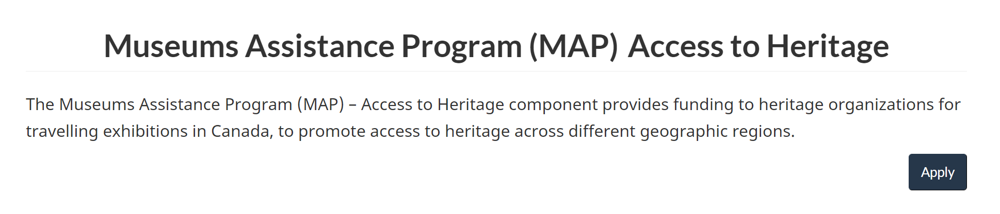 Museums Assistance Program (MAP) Access to Heritage
The Museums Assistance Program (MAP) – Access to Heritage component provides funding to heritage organizations for
travelling exhibitions in Canada, to promote access to heritage across different geographic regions.
Apply